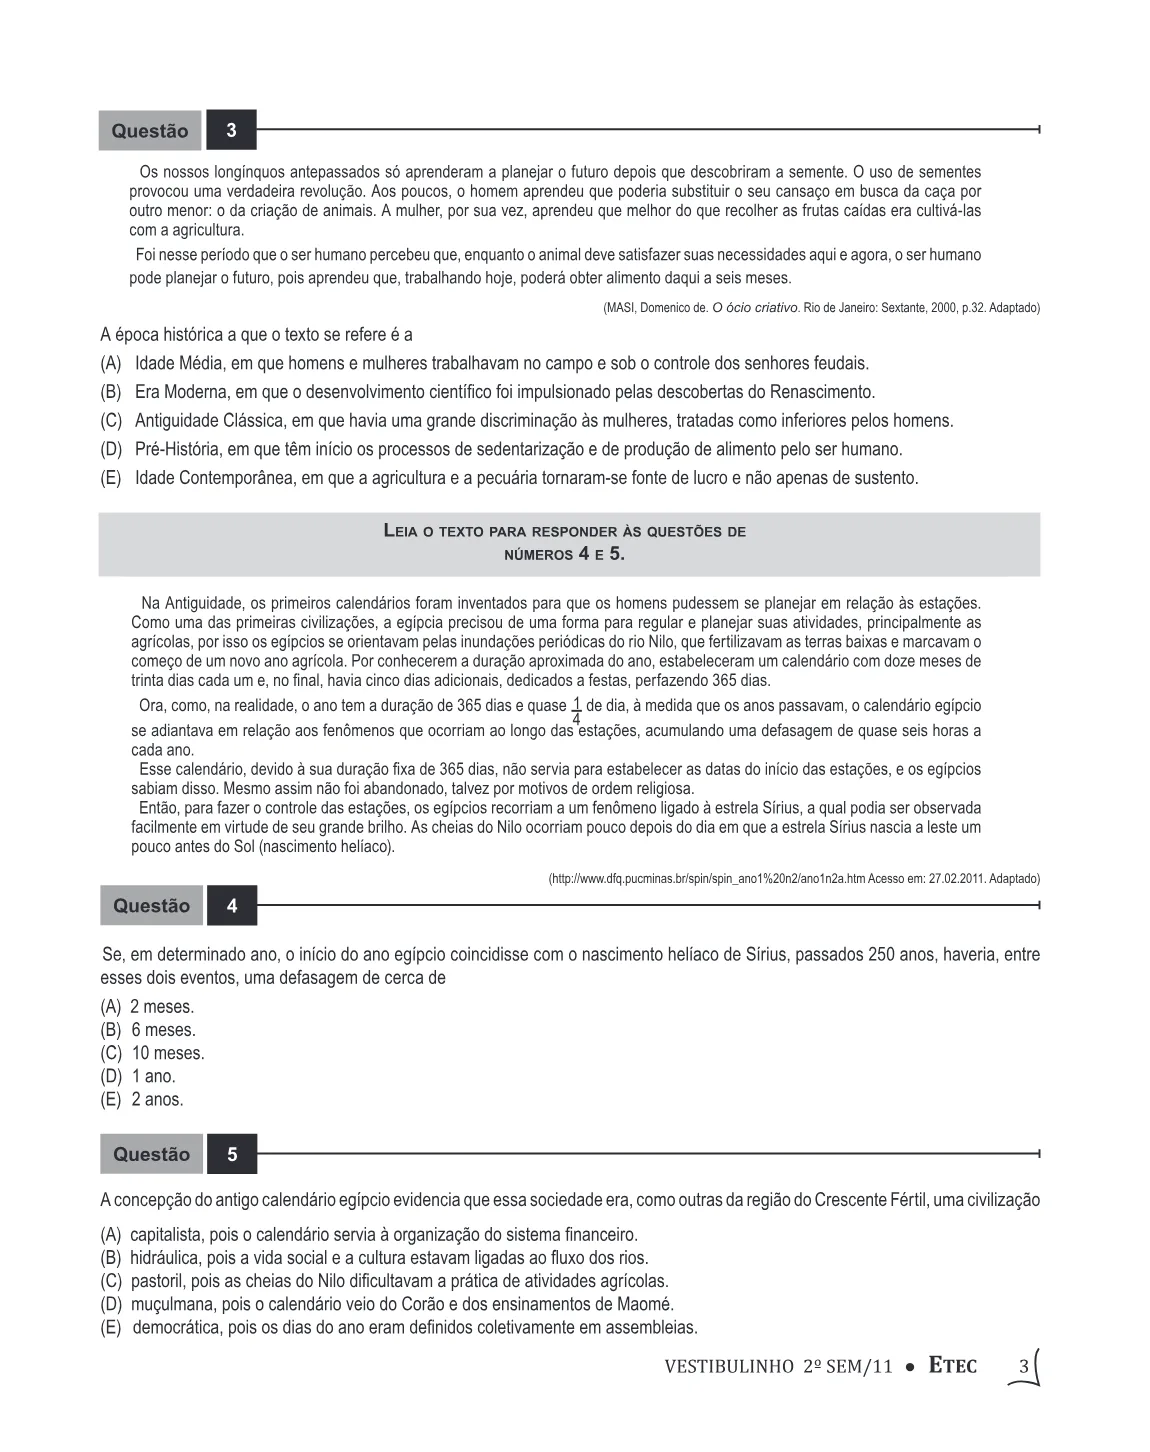 Questão 3
Os nossos longínquos antepassados só aprenderam a planejar o futuro depois que descobriram a semente. O uso de sementes
provocou uma verdadeira revolução. Aos poucos, o homem aprendeu que poderia substituir o seu cansaço em busca da caça por
outro menor: o da criação de animais. A mulher, por sua vez, aprendeu que melhor do que recolher as frutas caídas era cultivá-las
com a agricultura.
Foi nesse período que o ser humano percebeu que, enquanto o animal deve satisfazer suas necessidades aqui e agora, o ser humano
pode planejar o futuro, pois aprendeu que, trabalhando hoje, poderá obter alimento daqui a seis meses.
(MASI, Domenico de. O ócio criativo. Rio de Janeiro: Sextante, 2000, p.32. Adaptado)
A época histórica a que o texto se refere é a
(A) Idade Média, em que homens e mulheres trabalhavam no campo e sob o controle dos senhores feudais.
(B) Era Moderna, em que o desenvolvimento científico foi impulsionado pelas descobertas do Renascimento.
(C) Antiguidade Clássica, em que havia uma grande discriminação às mulheres, tratadas como inferiores pelos homens.
(D) Pré-História, em que têm início os processos de sedentarização e de produção de alimento pelo ser humano.
(E) Idade Contemporânea, em que a agricultura e a pecuária tornaram-se fonte de lucro e não apenas de sustento.
LEIA O TEXTO PARA RESPONDER ÀS QUESTÕES DE
NÚMEROS 4 E 5.
Na Antiguidade, os primeiros calendários foram inventados para que os homens pudessem se planejar em relação às estações.
Como uma das primeiras civilizações, a egípcia precisou de uma forma para regular e planejar suas atividades, principalmente as
agrícolas, por isso os egípcios se orientavam pelas inundações periódicas do rio Nilo, que fertilizavam as terras baixas e marcavam o
começo de um novo ano agrícola. Por conhecerem a duração aproximada do ano, estabeleceram um calendário com doze meses de
trinta dias cada um e, no final, havia cinco dias adicionais, dedicados a festas, perfazendo 365 dias.
Ora, como, na realidade, o ano tem a duração de 365 dias e quase 1/4 de dia, à medida que os anos passavam, o calendário egípcio
se adiantava em relação aos fenômenos que ocorriam ao longo das estações, acumulando uma defasagem de quase seis horas a
cada ano.
Esse calendário, devido à sua duração fixa de 365 dias, não servia para estabelecer as datas do início das estações, e os egípcios
sabiam disso. Mesmo assim não foi abandonado, talvez por motivos de ordem religiosa.
Então, para fazer o controle das estações, os egípcios recorriam a um fenômeno ligado à estrela Sírius, a qual podia ser observada
facilmente em virtude de seu grande brilho. As cheias do Nilo ocorriam pouco depois do dia em que a estrela Sírius nascia a leste um
pouco antes do Sol (nascimento helíaco).
(http://www.dfq.pucminas.br/spin/spin_ano1%20n2/ano1n2a.htm Acesso em: 27.02.2011. Adaptado)
Questão 4
Se, em determinado ano, o início do ano egípcio coincidisse com o nascimento helíaco de Sírius, passados 250 anos, haveria, entre
esses dois eventos, uma defasagem de cerca de
(A) 2 meses.
(B) 6 meses.
(C) 10 meses.
(D) 1 ano.
(E) 2 anos.
Questão 5
A concepção do antigo calendário egípcio evidencia que essa sociedade era, como outras da região do Crescente Fértil, uma civilização
(A) capitalista, pois o calendário servia à organização do sistema financeiro.
(B) hidráulica, pois a vida social e a cultura estavam ligadas ao fluxo dos rios.
(C) pastoril, pois as cheias do Nilo dificultavam a prática de atividades agrícolas.
(D) muçulmana, pois o calendário veio do Corão e dos ensinamentos de Maomé.
(E) democrática, pois os dias do ano eram definidos coletivamente em assembleias.
VESTIBULINHO 2º SEM/11 • ETEC 3